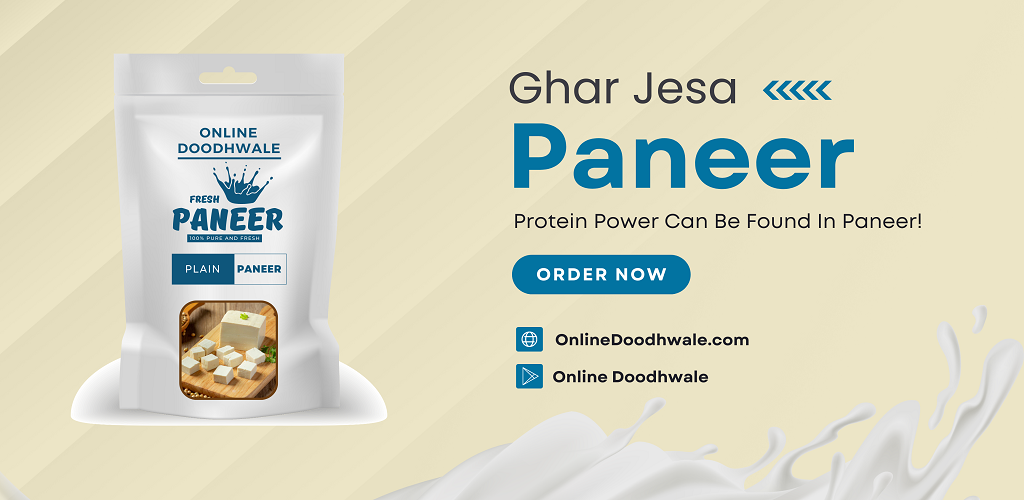 ONLINE
DOODHWALE
FRESH
PANEER
100% PURE AND FRESH
PLAIN PANEER
Ghar Jesa
Paneer
Protein Power Can Be Found In Paneer!
ORDER NOW
OnlineDoodhwale.com
Online Doodhwale